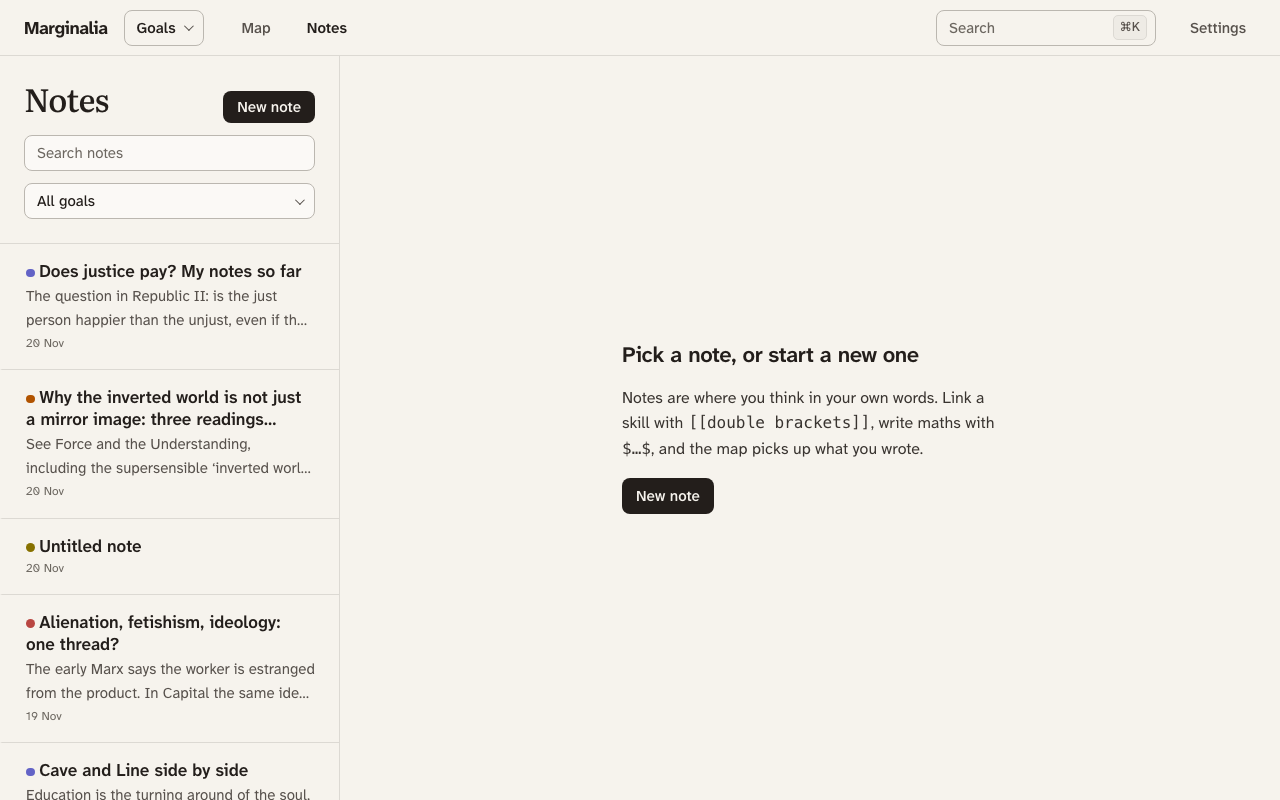 Marginalia
Goals
Map
Notes
Search
⌘K
Settings
Notes
New note
Search notes
All goals
Does justice pay? My notes so far
The question in Republic II: is the just
person happier than the unjust, even if th…
20 Nov
Why the inverted world is not just
a mirror image: three readings…
See Force and the Understanding,
including the supersensible ‘inverted worl…
20 Nov
Untitled note
20 Nov
Alienation, fetishism, ideology:
one thread?
The early Marx says the worker is estranged
from the product. In Capital the same ide…
19 Nov
Cave and Line side by side
Education is the turning around of the soul,
Pick a note, or start a new one
Notes are where you think in your own words. Link a
skill with [[double brackets]], write maths with
$…$, and the map picks up what you wrote.
New note